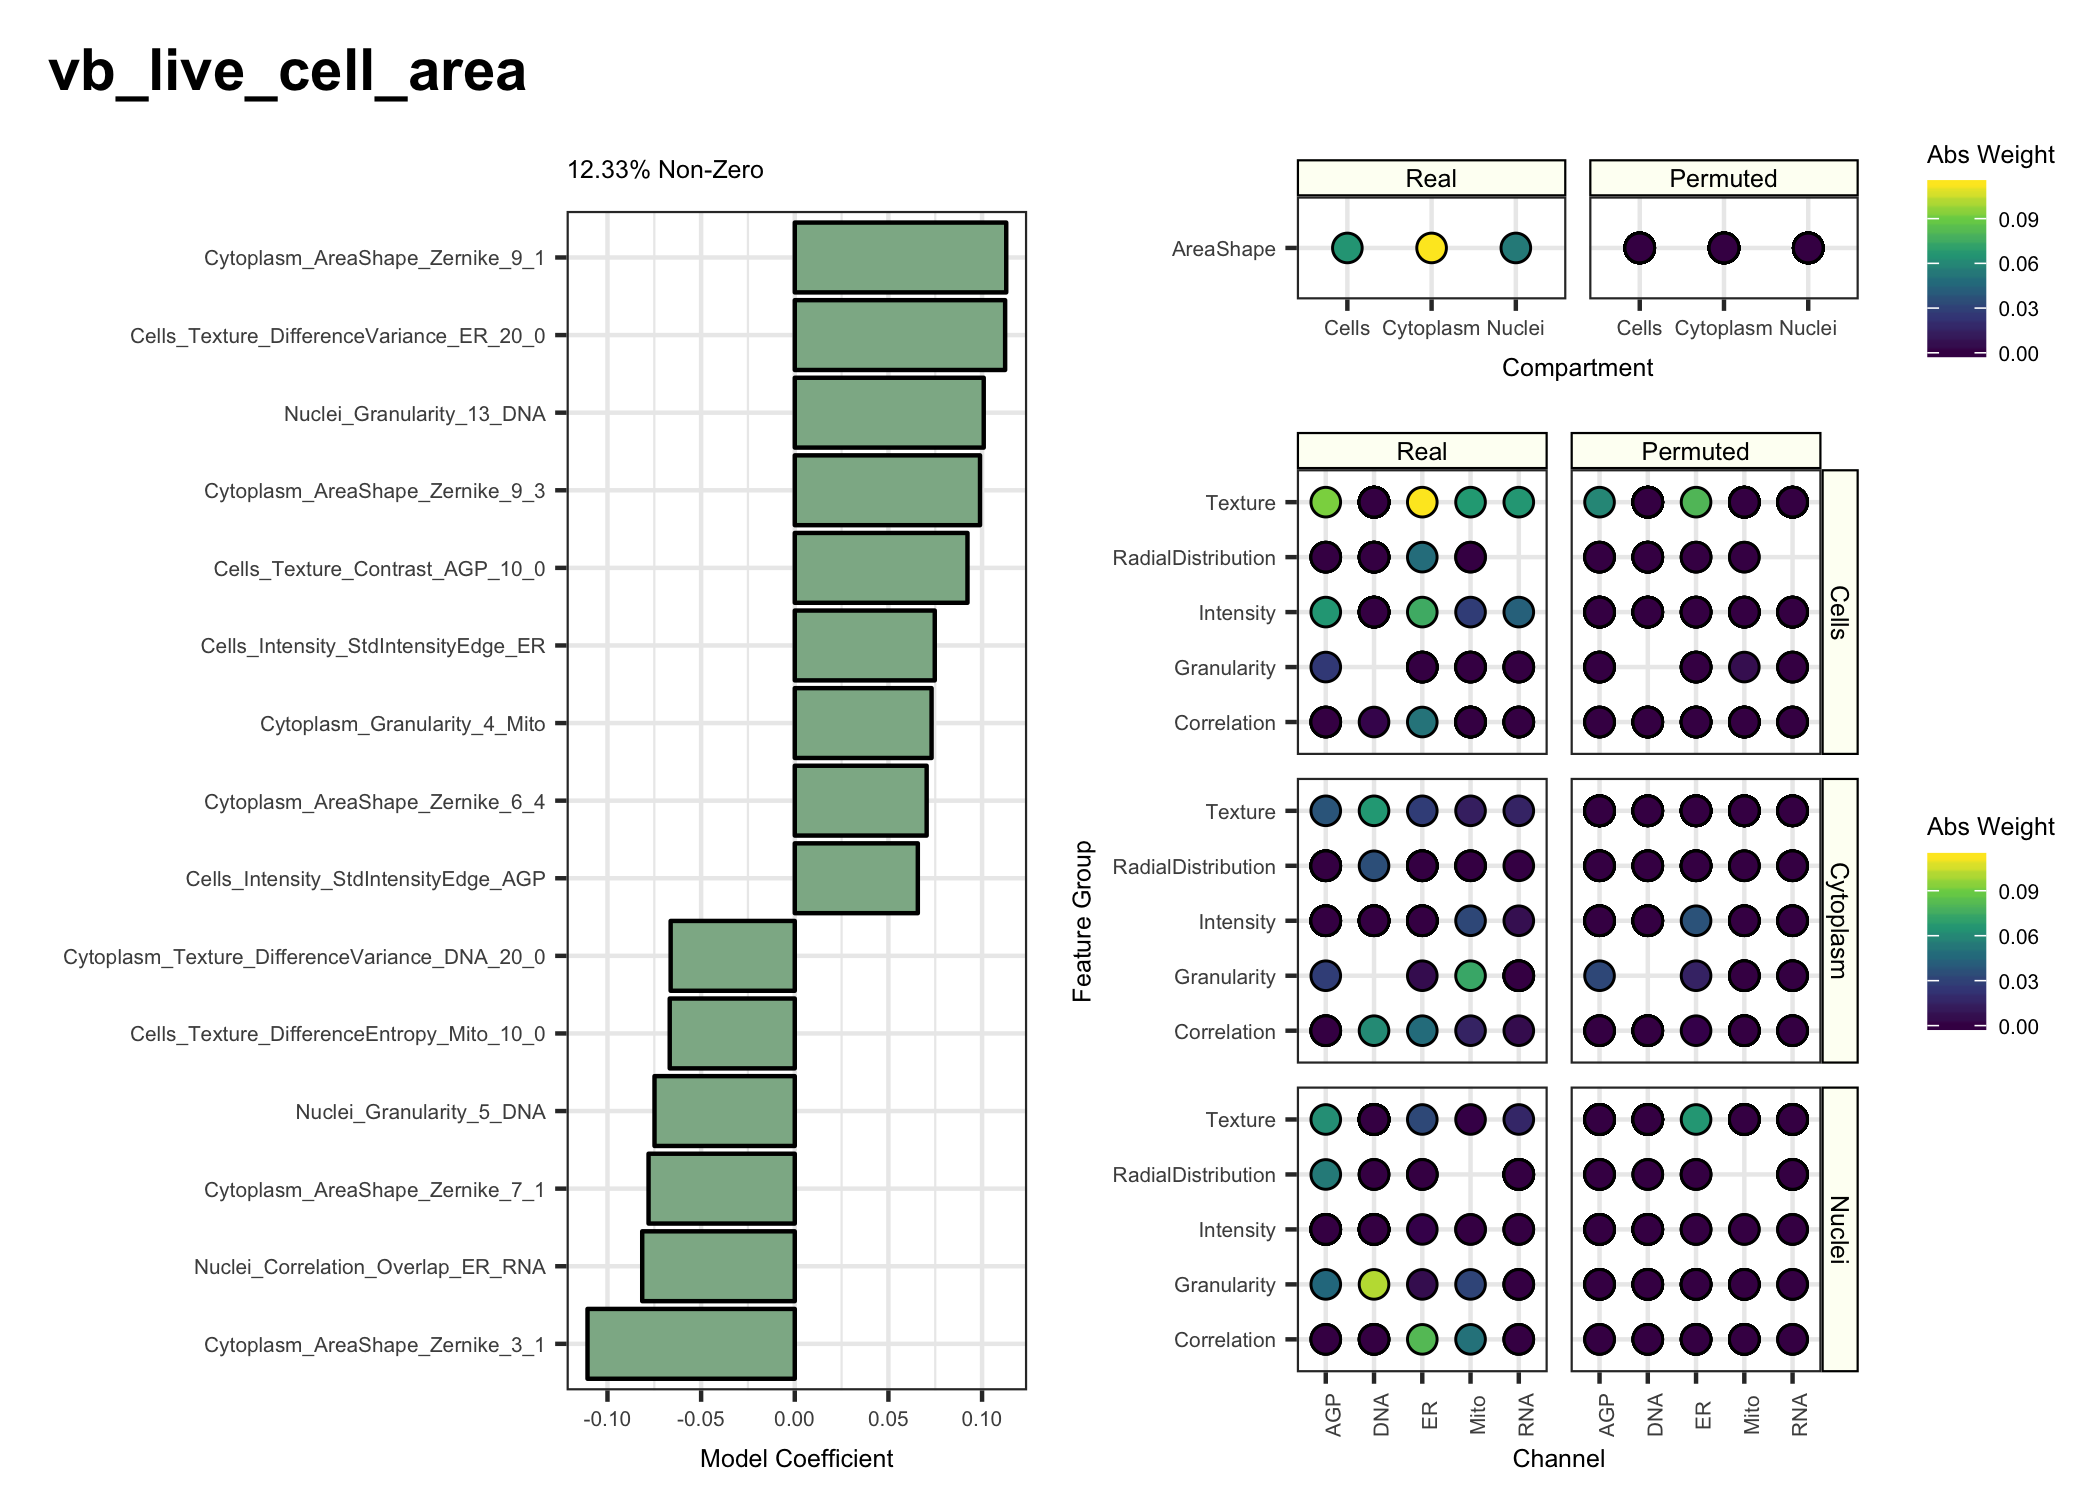 vb_live_cell_area
12.33% Non-Zero
Cytoplasm_AreaShape_Zernike_9_1
Cells_Texture_DifferenceVariance_ER_20_0
Nuclei_Granularity_13_DNA
Cytoplasm_AreaShape_Zernike_9_3
Cells_Texture_Contrast_AGP_10_0
Cells_Intensity_StdIntensityEdge_ER
Cytoplasm_Granularity_4_Mito
Cytoplasm_AreaShape_Zernike_6_4
Cells_Intensity_StdIntensityEdge_AGP
Cytoplasm_Texture_DifferenceVariance_DNA_20_0
Cells_Texture_DifferenceEntropy_Mito_10_0
Nuclei_Granularity_5_DNA
Cytoplasm_AreaShape_Zernike_7_1
Nuclei_Correlation_Overlap_ER_RNA
Cytoplasm_AreaShape_Zernike_3_1
-0.10 -0.05 0.00 0.05 0.10
Model Coefficient
Real Permuted
AreaShape
Cells Cytoplasm Nuclei Cells Cytoplasm Nuclei
Compartment
Abs Weight
0.09
0.06
0.03
0.00
Feature Group
Real Permuted
Texture
RadialDistribution
Intensity
Granularity
Correlation
Cells
Texture
RadialDistribution
Intensity
Granularity
Correlation
Cytoplasm
Texture
RadialDistribution
Intensity
Granularity
Correlation
Nuclei
AGP DNA ER Mito RNA AGP DNA ER Mito RNA
Channel
Abs Weight
0.09
0.06
0.03
0.00